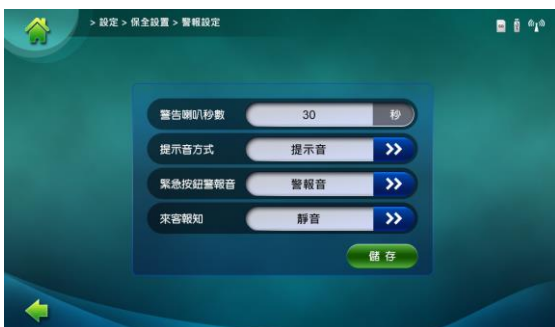 > 設定 > 保全設置 > 警報設定
警告喇叭秒數 30 秒
提示音方式 提示音
緊急按鈕警報音 警報音
來客報知 靜音
儲存